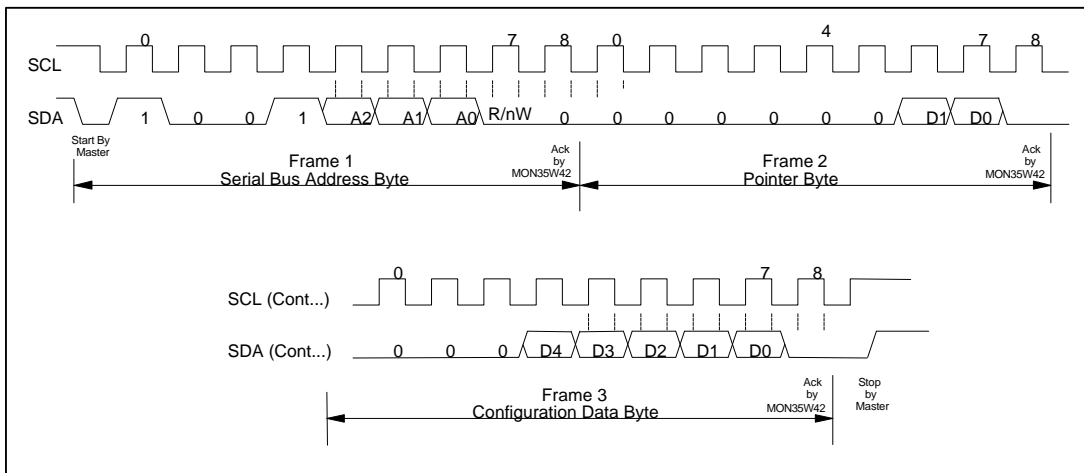 0 7 8 0 4 7 8
SCL
SDA 1 0 0 1 A2 A1 A0 R/nW 0 0 0 0 0 0 0 D1 D0
Start By
Master
Frame 1
Serial Bus Address Byte
Ack
by
MON35W42
Frame 2
Pointer Byte
Ack
by
MON35W42
0 7 8
SCL (Cont...)
SDA (Cont...) 0 0 0 D4 D3 D2 D1 D0
Frame 3
Configuration Data Byte
Ack
by
MON35W42
Stop
by
Master